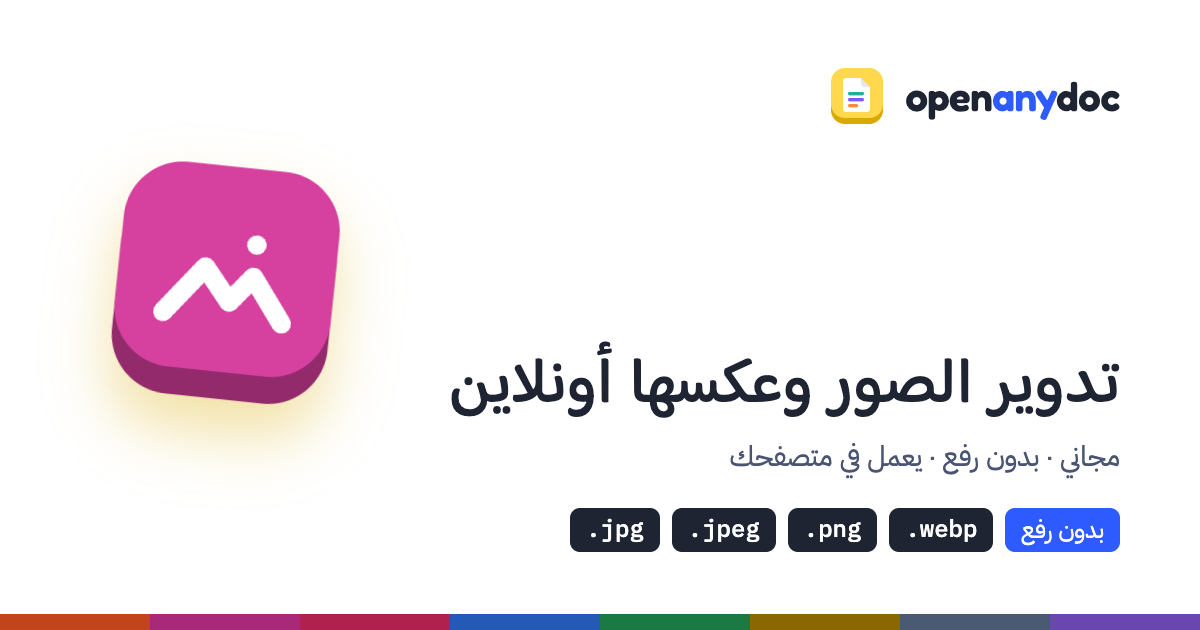 openanydoc
تدوير الصور وعكسها أونلاين
مجاني · بدون رفع · يعمل في متصفحك
بدون رفع .webp .png .jpeg .jpg